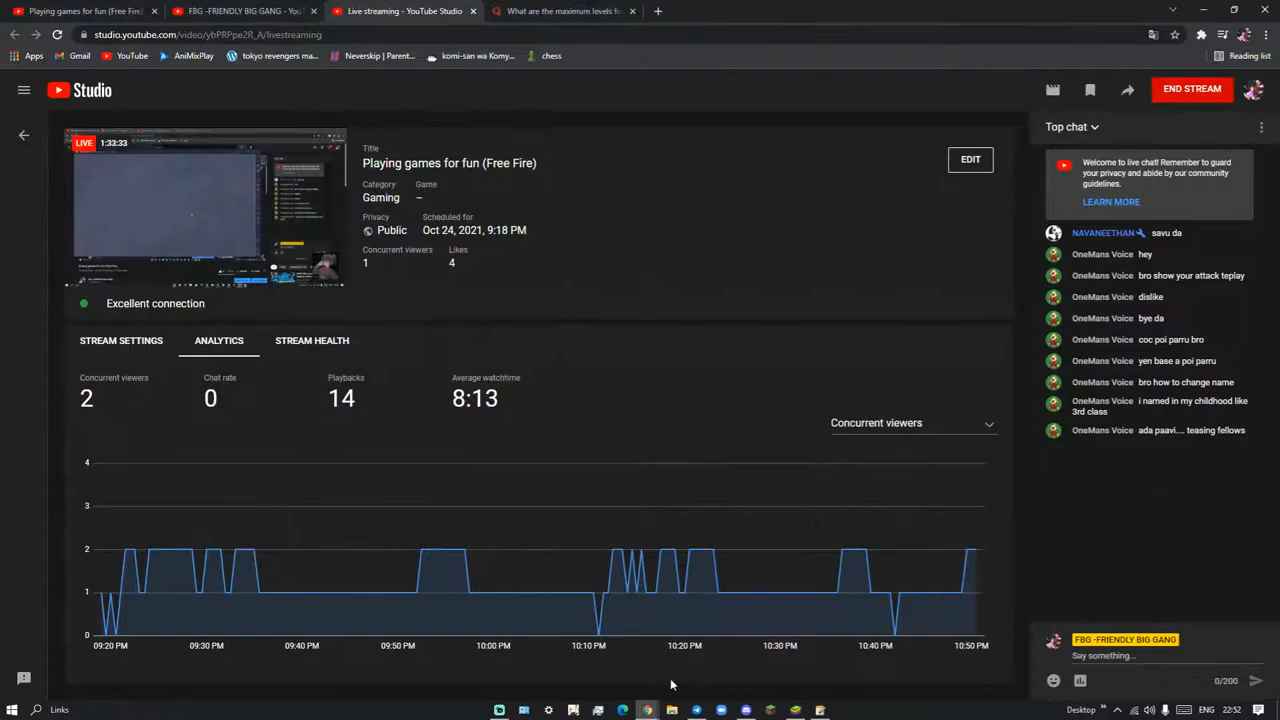 Playing games for fun (Free Fire)
FBG -FRIENDLY BIG GANG - You
Live streaming - YouTube Studio
What are the maximum levels fo
studio.youtube.com/video/ybPRPpe2R_A/livestreaming
Apps
Gmail
YouTube
AniMixPlay
tokyo revengers ma...
Neverskip | Parent...
komi-san wa Komy...
chess
Reading list
Studio
END STREAM
LIVE 1:33:33
Title
Playing games for fun (Free Fire)
EDIT
Category Game
Gaming –
Privacy Scheduled for
Public Oct 24, 2021, 9:18 PM
Concurrent viewers Likes
1 4
Excellent connection
STREAM SETTINGS ANALYTICS STREAM HEALTH
Concurrent viewers Chat rate Playbacks Average watchtime
2 0 14 8:13
Concurrent viewers
4
3
2
1
0
09:20 PM 09:30 PM 09:40 PM 09:50 PM 10:00 PM 10:10 PM 10:20 PM 10:30 PM 10:40 PM 10:50 PM
Top chat
Welcome to live chat! Remember to guard
your privacy and abide by our community
guidelines.
LEARN MORE
NAVANEETHAN savu da
OneMans Voice hey
OneMans Voice bro show your attack teplay
OneMans Voice dislike
OneMans Voice bye da
OneMans Voice coc poi parru bro
OneMans Voice yen base a poi parru
OneMans Voice bro how to change name
OneMans Voice i named in my childhood like
3rd class
OneMans Voice ada paavi.... teasing fellows
FBG -FRIENDLY BIG GANG
Say something...
0/200
Links
Desktop
ENG
22:52